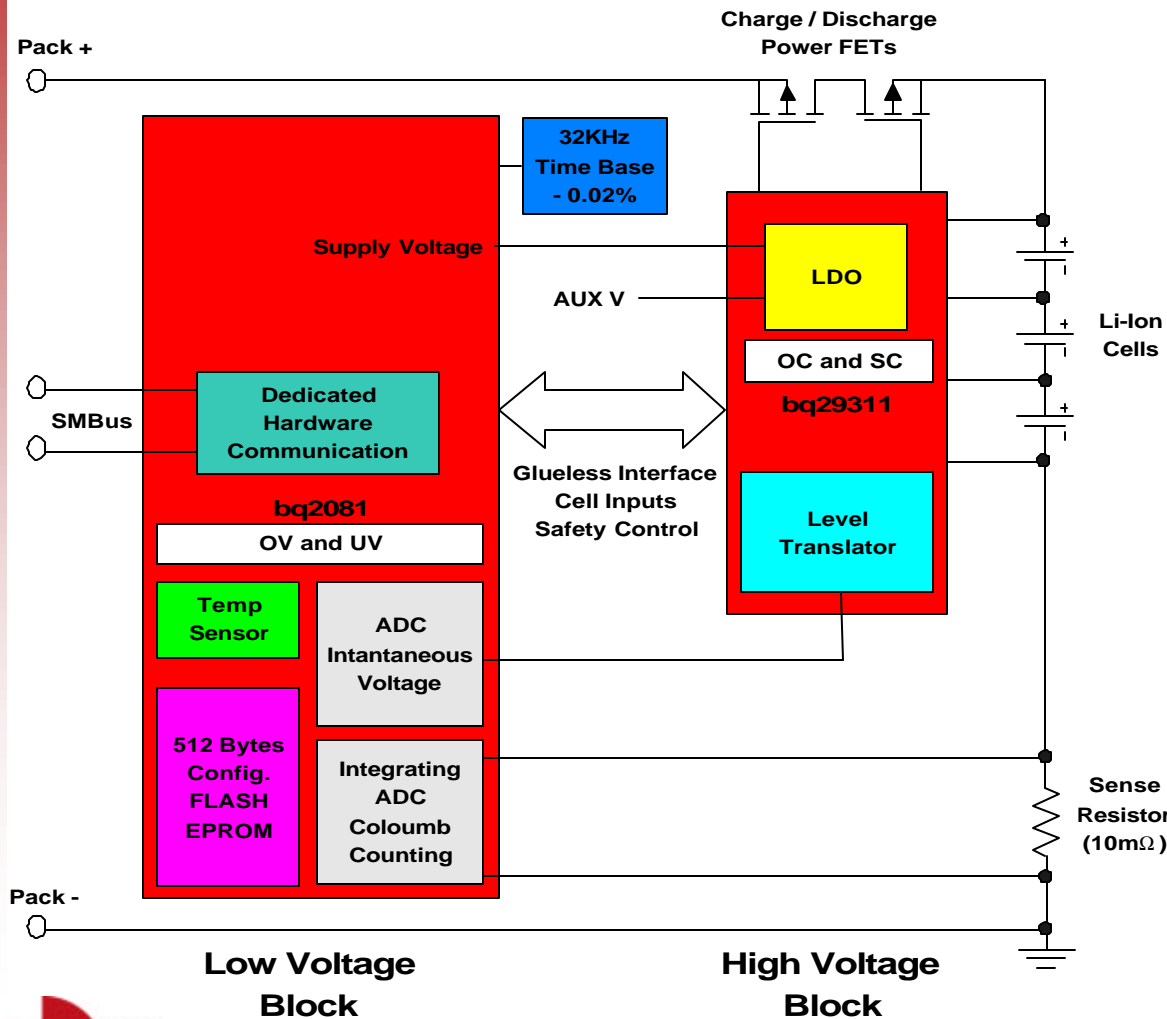 Charge / Discharge
Power FETs
Pack +
32KHz
Time Base
- 0.02%
Supply Voltage
LDO
AUX V
+
Li-Ion
Cells
+
OC and SC
bq29311
+
Dedicated
Hardware
Communication
SMBus
Glueless Interface
Cell Inputs
Safety Control
bq2081
OV and UV
Level
Translator
Temp
Sensor
ADC
Intantaneous
Voltage
512 Bytes
Config.
FLASH
EPROM
Integrating
ADC
Coloumb
Counting
Sense
Resistor
(10mΩ)
Pack -
Low Voltage
Block
High Voltage
Block